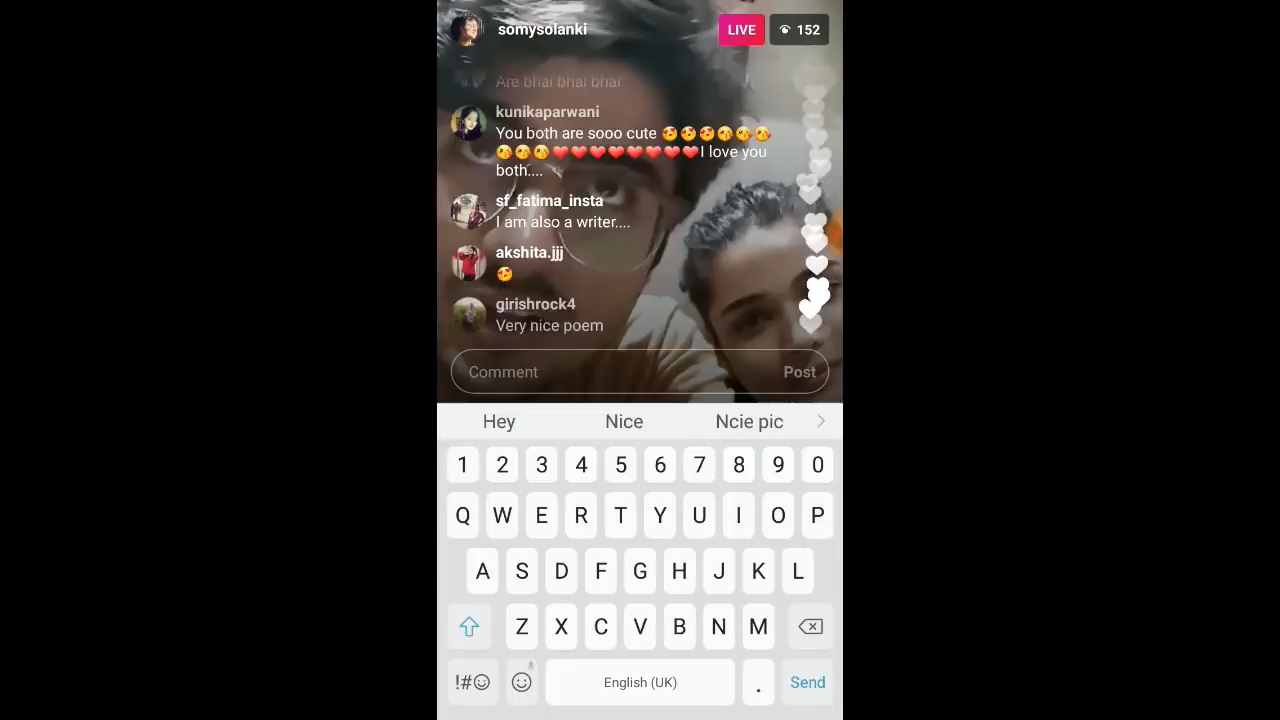 somysolanki
LIVE
152
Are bhai bhai bhai
kunikaparwani
You both are sooo cute 😍😍😍😘😘😘
😘😘😘❤❤❤❤❤❤❤❤I love you
both....
sf_fatima_insta
I am also a writer....
akshita.jjj
😍
girishrock4
Very nice poem
Comment
Post
Hey
Nice
Ncie pic
1 2 3 4 5 6 7 8 9 0
Q W E R T Y U I O P
A S D F G H J K L
Z X C V B N M
!#☺
English (UK)
.
Send